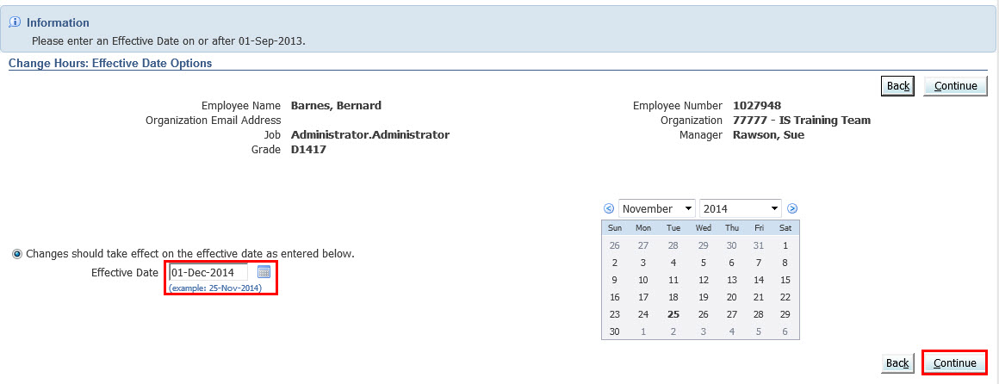 Information
Please enter an Effective Date on or after 01-Sep-2013.
Change Hours: Effective Date Options
Back Continue
Employee Name Barnes, Bernard
Organization Email Address
Job Administrator.Administrator
Grade D1417
Employee Number 1027948
Organization 77777 - IS Training Team
Manager Rawson, Sue
November 2014
Sun Mon Tue Wed Thu Fri Sat
26 27 28 29 30 31 1
2 3 4 5 6 7 8
9 10 11 12 13 14 15
16 17 18 19 20 21 22
23 24 25 26 27 28 29
30 1 2 3 4 5 6
Changes should take effect on the effective date as entered below.
Effective Date 01-Dec-2014
(example: 25-Nov-2014)
Back Continue